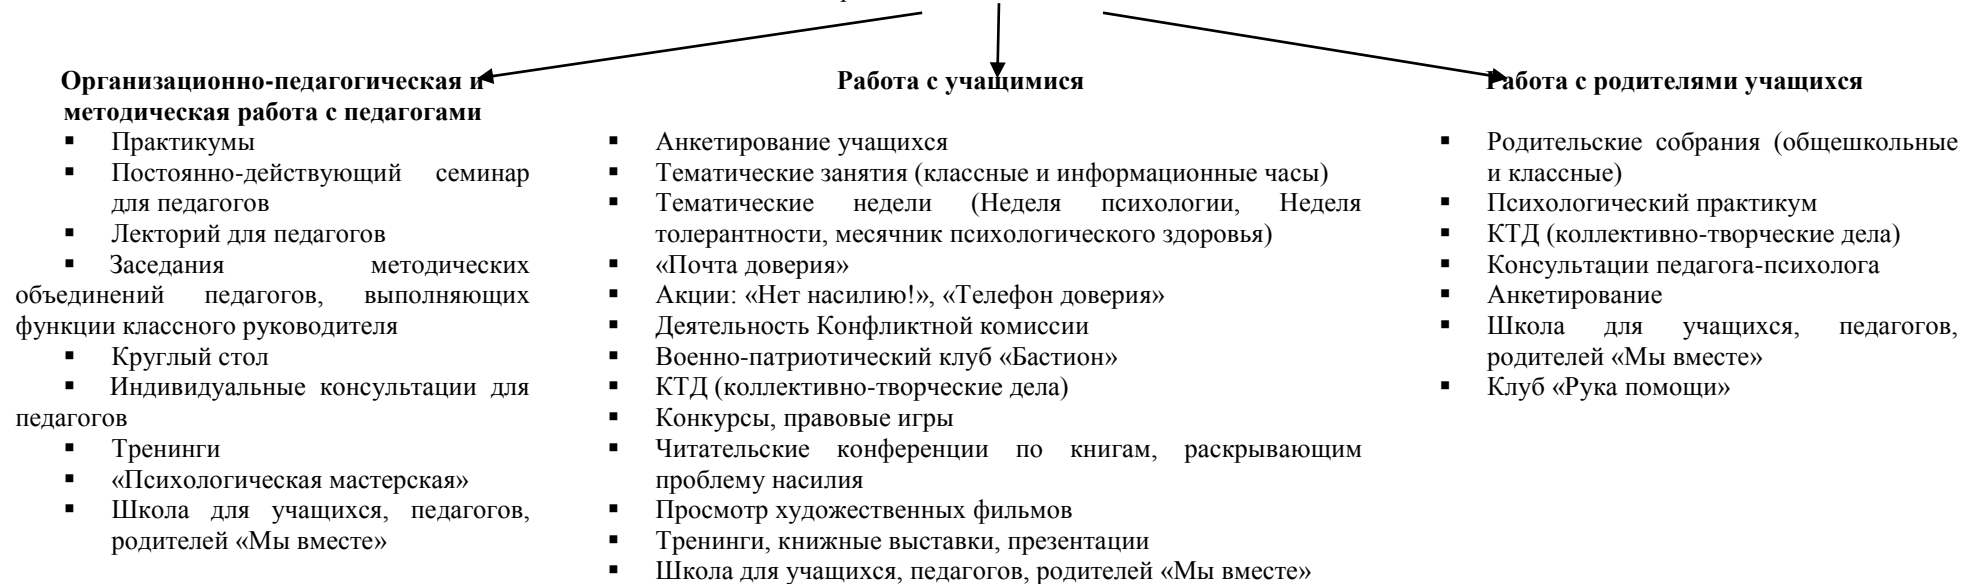 Организационно-педагогическая и
методическая работа с педагогами
▪ Практикумы
▪ Постоянно-действующий семинар
для педагогов
▪ Лекторий для педагогов
▪ Заседания методических
объединений педагогов, выполняющих
функции классного руководителя
▪ Круглый стол
▪ Индивидуальные консультации для
педагогов
▪ Тренинги
▪ «Психологическая мастерская»
▪ Школа для учащихся, педагогов,
родителей «Мы вместе»
Работа с учащимися
▪ Анкетирование учащихся
▪ Тематические занятия (классные и информационные часы)
▪ Тематические недели (Неделя психологии, Неделя
толерантности, месячник психологического здоровья)
▪ «Почта доверия»
▪ Акции: «Нет насилию!», «Телефон доверия»
▪ Деятельность Конфликтной комиссии
▪ Военно-патриотический клуб «Бастион»
▪ КТД (коллективно-творческие дела)
▪ Конкурсы, правовые игры
▪ Читательские конференции по книгам, раскрывающим
проблему насилия
▪ Просмотр художественных фильмов
▪ Тренинги, книжные выставки, презентации
▪ Школа для учащихся, педагогов, родителей «Мы вместе»
Работа с родителями учащихся
▪ Родительские собрания (общешкольные
и классные)
▪ Психологический практикум
▪ КТД (коллективно-творческие дела)
▪ Консультации педагога-психолога
▪ Анкетирование
▪ Школа для учащихся, педагогов,
родителей «Мы вместе»
▪ Клуб «Рука помощи»